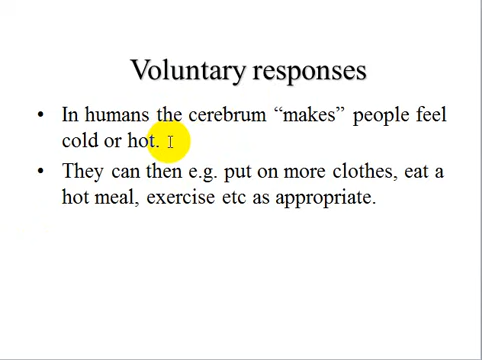 Voluntary responses
• In humans the cerebrum “makes” people feel
cold or hot.
• They can then e.g. put on more clothes, eat a
hot meal, exercise etc as appropriate.